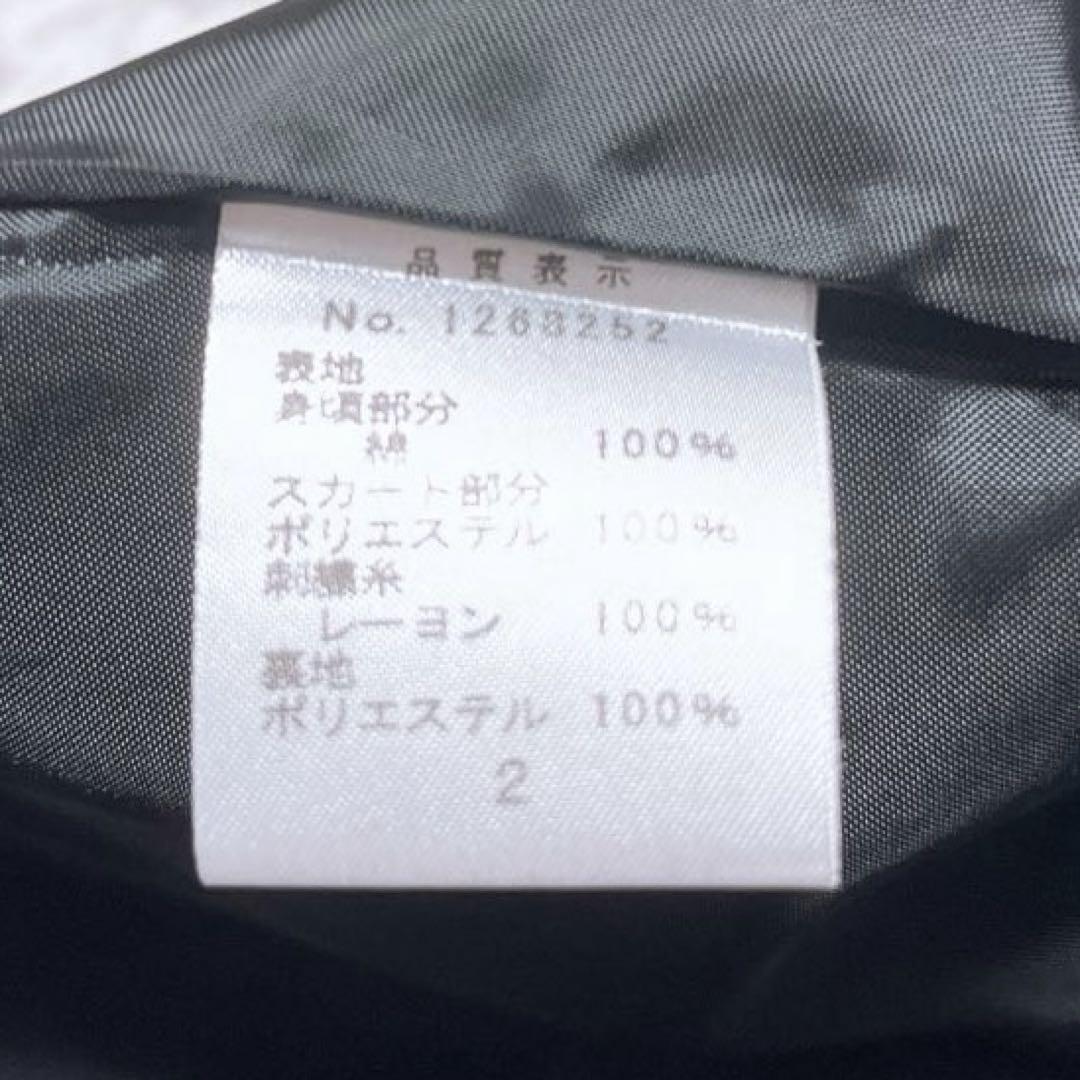 品質表示
No. 1268252
表地
身頃部分
綿 100%
スカート部分
ポリエステル 100%
刺繍糸
レーヨン 100%
裏地
ポリエステル 100%
2